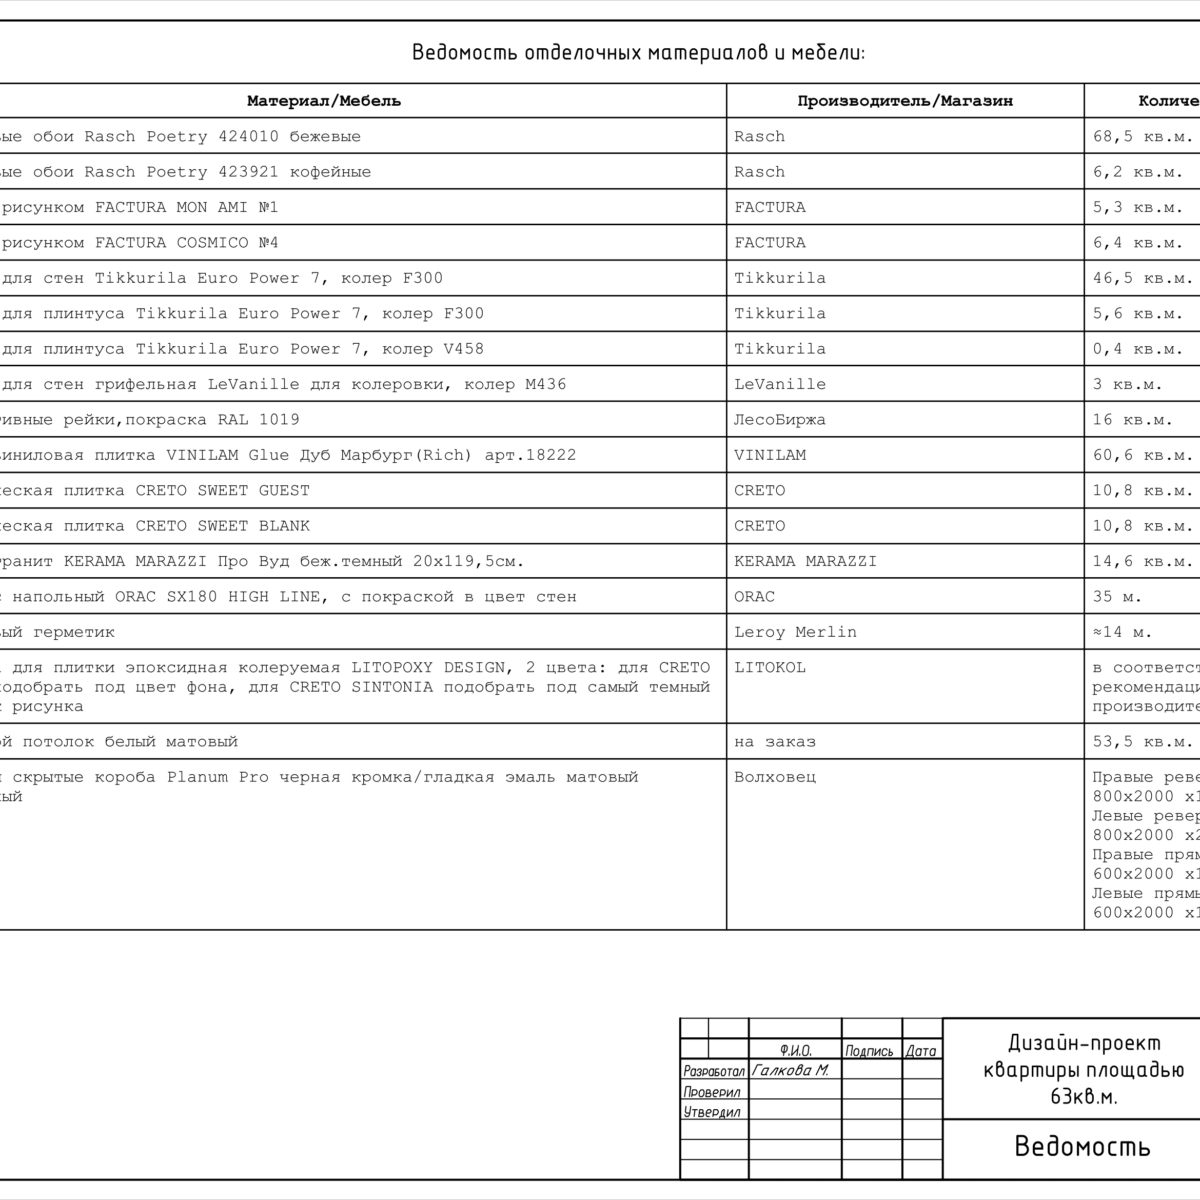 Ведомость отделочных материалов и мебели:
Материал/Мебель Производитель/Магазин Количе
ые обои Rasch Poetry 424010 бежевые Rasch 68,5 кв.м.
ые обои Rasch Poetry 423921 кофейные Rasch 6,2 кв.м.
рисунком FACTURA MON AMI №1 FACTURA 5,3 кв.м.
рисунком FACTURA COSMICO №4 FACTURA 6,4 кв.м.
для стен Tikkurila Euro Power 7, колер F300 Tikkurila 46,5 кв.м.
для плинтуса Tikkurila Euro Power 7, колер F300 Tikkurila 5,6 кв.м.
для плинтуса Tikkurila Euro Power 7, колер V458 Tikkurila 0,4 кв.м.
для стен грифельная LeVanille для колеровки, колер M436 LeVanille 3 кв.м.
ивные рейки,покраска RAL 1019 ЛесоБиржа 16 кв.м.
иниловая плитка VINILAM Glue Дуб Марбург(Rich) арт.18222 VINILAM 60,6 кв.м.
еская плитка CRETO SWEET GUEST CRETO 10,8 кв.м.
еская плитка CRETO SWEET BLANK CRETO 10,8 кв.м.
гранит KERAMA MARAZZI Про Вуд беж.темный 20х119,5см. KERAMA MARAZZI 14,6 кв.м.
с напольный ORAC SX180 HIGH LINE, с покраской в цвет стен ORAC 35 м.
ый герметик Leroy Merlin ≈14 м.
для плитки эпоксидная колеруемая LITOPOXY DESIGN, 2 цвета: для CRETO LITOKOL в соответст
подобрать под цвет фона, для CRETO SINTONIA подобрать под самый темный рекомендаци
с рисунка производите
ой потолок белый матовый на заказ 53,5 кв.м.
скрытые короба Planum Pro черная кромка/гладкая эмаль матовый Волховец Правые реве
ный 800х2000 х1
Левые ревер
800х2000 х2
Правые прям
600х2000 х1
Левые прямы
600х2000 х1
Дизайн-проект
квартиры площадью
63кв.м.
Ф.И.О. Подпись Дата
Разработал Галкова М.
Проверил
Утвердил
Ведомость